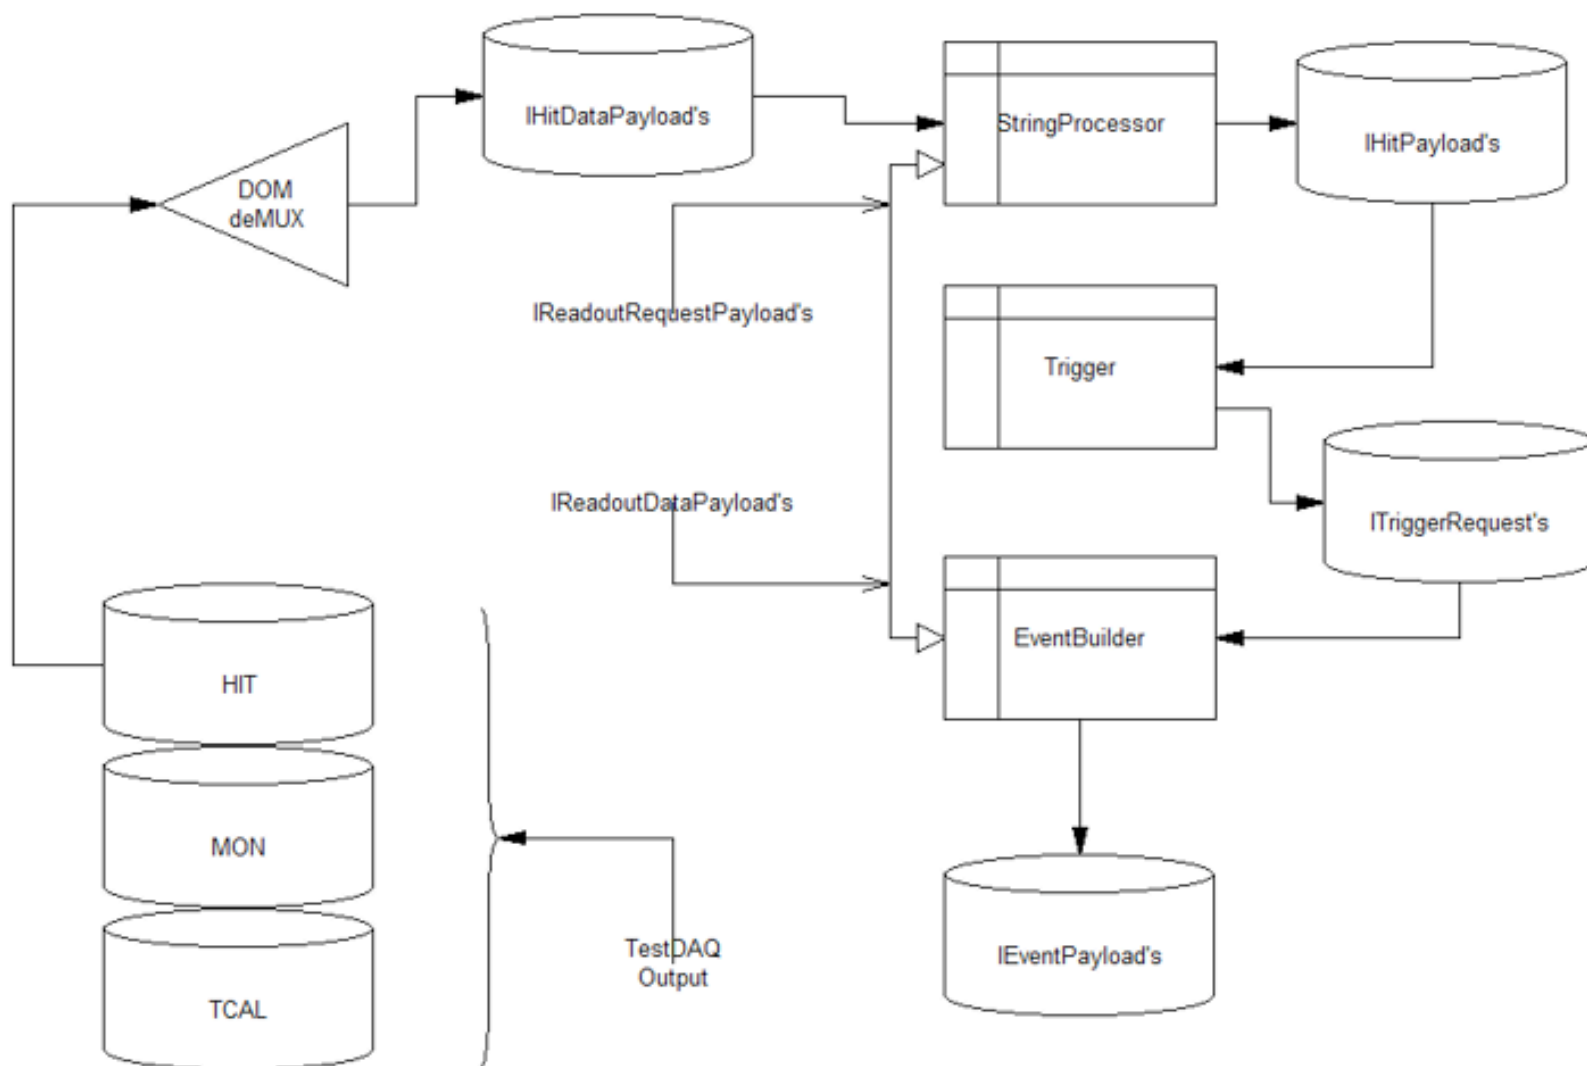 IHitDataPayload's
StringProcessor
IHitPayload's
DOM
deMUX
IReadoutRequestPayload's
Trigger
IReadoutDataPayload's
ITriggerRequest's
EventBuilder
HIT
MON
TestDAQ
Output
IEventPayload's
TCAL